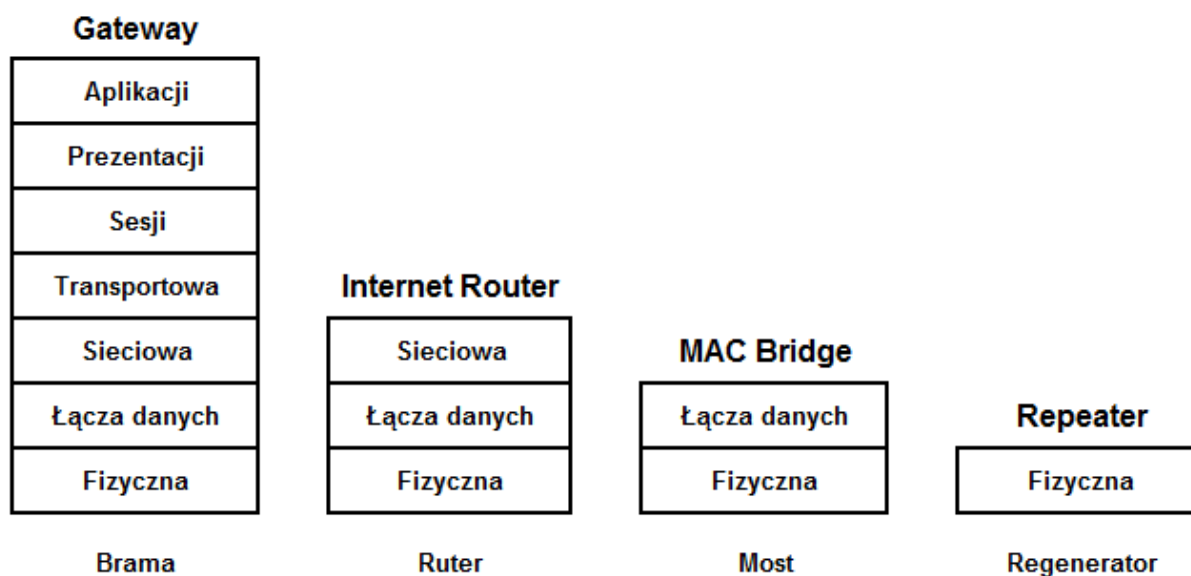 Gateway
Aplikacji
Prezentacji
Sesji
Transportowa
Sieciowa
Łącza danych
Fizyczna
Brama
Internet Router
Sieciowa
Łącza danych
Fizyczna
Ruter
MAC Bridge
Łącza danych
Fizyczna
Most
Repeater
Fizyczna
Regenerator